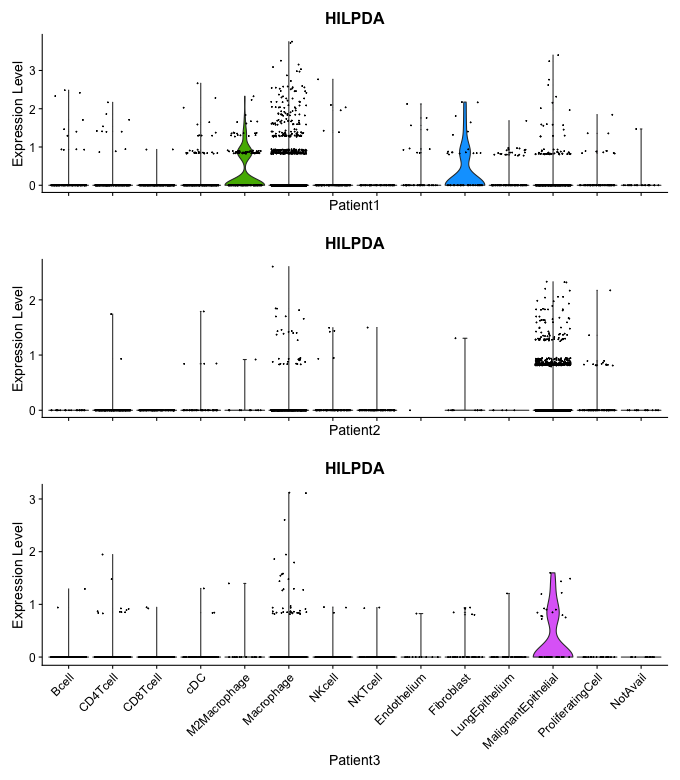 HILPDA
Expression Level
3
2
1
0
Patient1
HILPDA
Expression Level
2
1
0
Patient2
HILPDA
Expression Level
3
2
1
0
Bcell
CD4Tcell
CD8Tcell
cDC
M2Macrophage
Macrophage
NKcell
NKTcell
Endothelium
Fibroblast
LungEpithelium
MalignantEpithelial
ProliferatingCell
NotAvail
Patient3